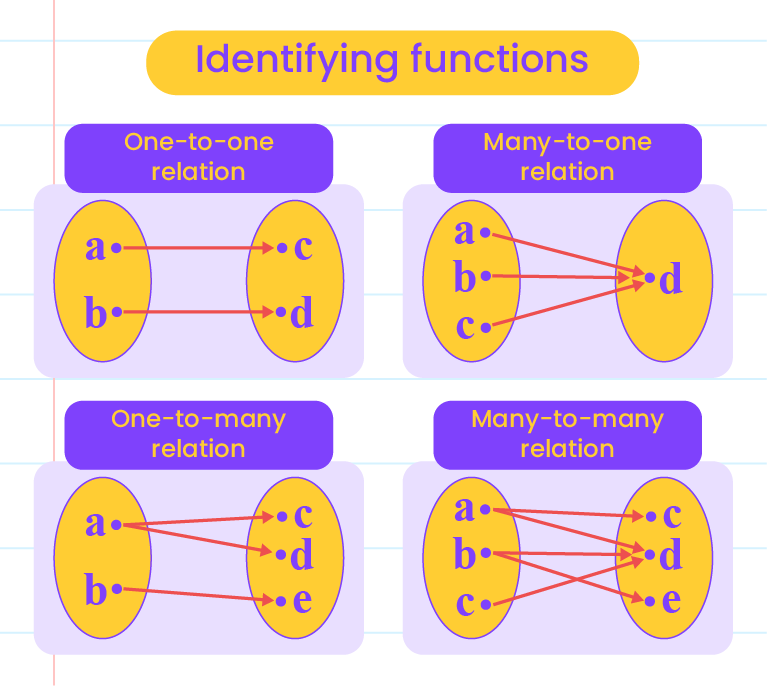 Identifying functions
One-to-one
relation
a
c
b
d
Many-to-one
relation
a
b
c
d
One-to-many
relation
a
b
c
d
e
Many-to-many
relation
a
b
c
c
d
e